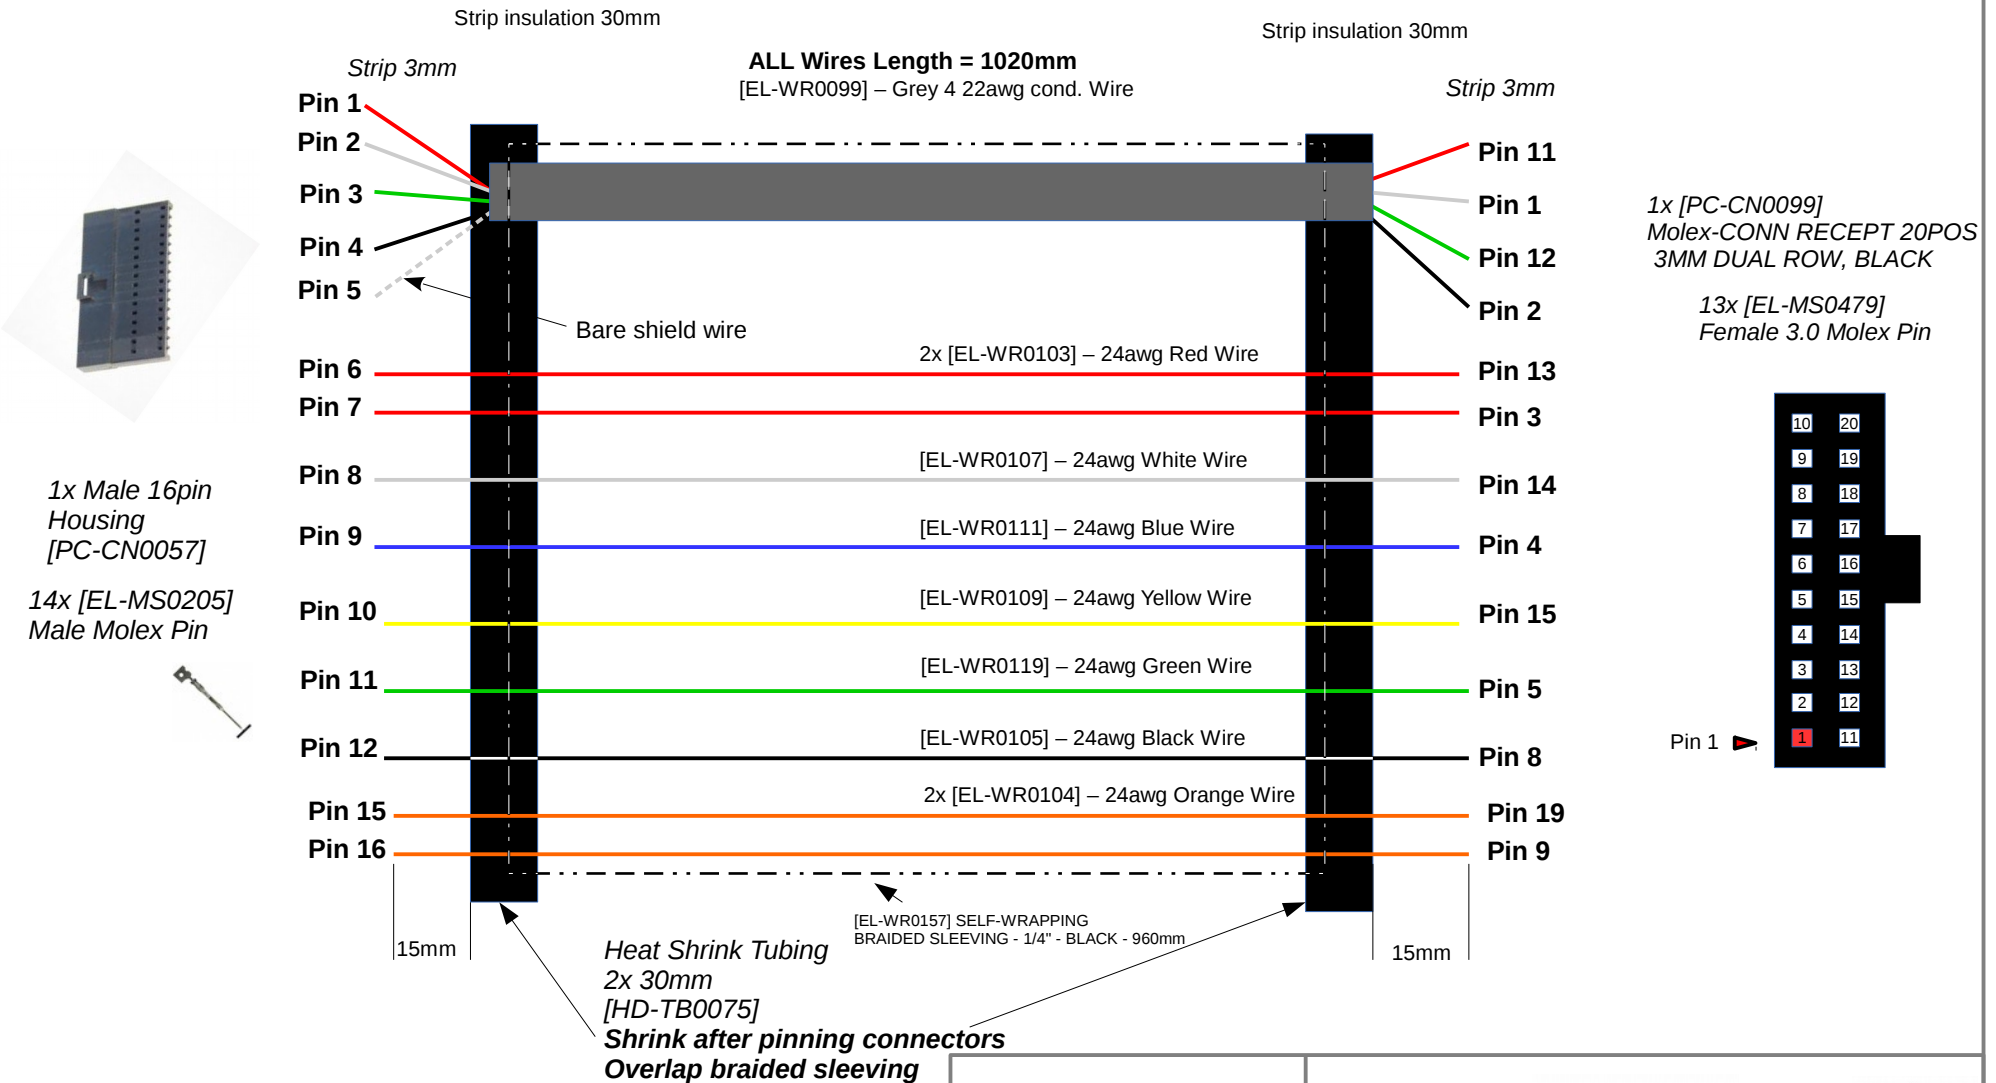 Strip insulation 30mm
Strip insulation 30mm
ALL Wires Length = 1020mm
[EL-WR0099] – Grey 4 22awg cond. Wire
Strip 3mm
Strip 3mm
Pin 1
Pin 2
Pin 3
Pin 4
Pin 5
Pin 11
Pin 1
Pin 12
Pin 2
1x [PC-CN0099]
Molex-CONN RECEPT 20POS
3MM DUAL ROW, BLACK
13x [EL-MS0479]
Female 3.0 Molex Pin
Bare shield wire
2x [EL-WR0103] – 24awg Red Wire
Pin 6
Pin 13
Pin 7
Pin 3
[EL-WR0107] – 24awg White Wire
Pin 8
Pin 14
[EL-WR0111] – 24awg Blue Wire
Pin 9
Pin 4
[EL-WR0109] – 24awg Yellow Wire
Pin 10
Pin 15
[EL-WR0119] – 24awg Green Wire
Pin 11
Pin 5
[EL-WR0105] – 24awg Black Wire
Pin 12
Pin 8
2x [EL-WR0104] – 24awg Orange Wire
Pin 15
Pin 19
Pin 16
Pin 9
1x Male 16pin
Housing
[PC-CN0057]
14x [EL-MS0205]
Male Molex Pin
10 20
9 19
8 18
7 17
6 16
5 15
4 14
3 13
2 12
Pin 1 1 11
15mm
15mm
[EL-WR0157] SELF-WRAPPING
BRAIDED SLEEVING - 1/4" - BLACK - 960mm
Heat Shrink Tubing
2x 30mm
[HD-TB0075]
Shrink after pinning connectors
Overlap braided sleeving